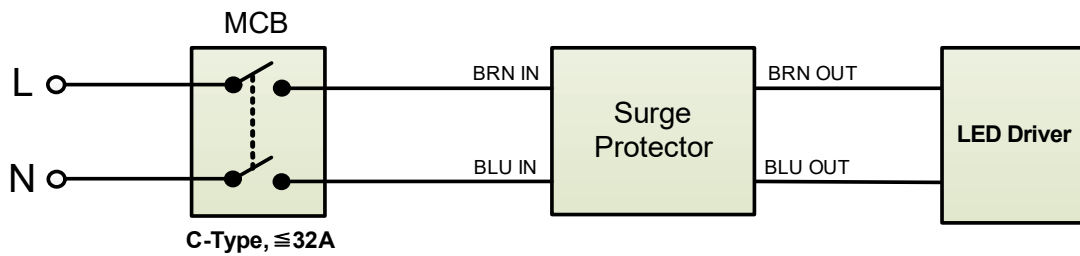 MCB
L
BRN IN
BRN OUT
Surge
Protector
LED Driver
N
BLU IN
BLU OUT
C-Type, ≦32A